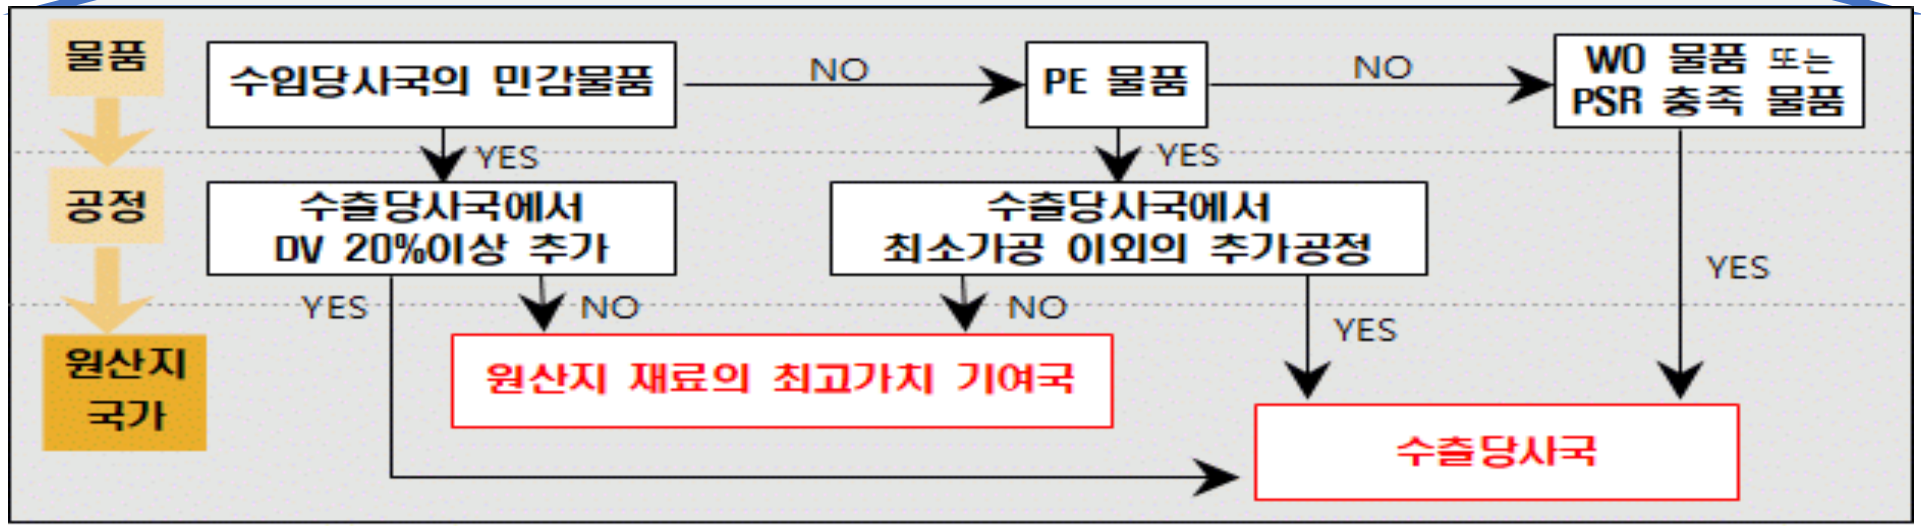 물품
수입당사국의 민감물품
NO
PE 물품
NO
WO 물품 또는
PSR 충족 물품
YES
YES
공정
수출당사국에서
DV 20%이상 추가
수출당사국에서
최소가공 이외의 추가공정
YES
YES
NO
NO
YES
원산지
국가
원산지 재료의 최고가치 기여국
수출당사국